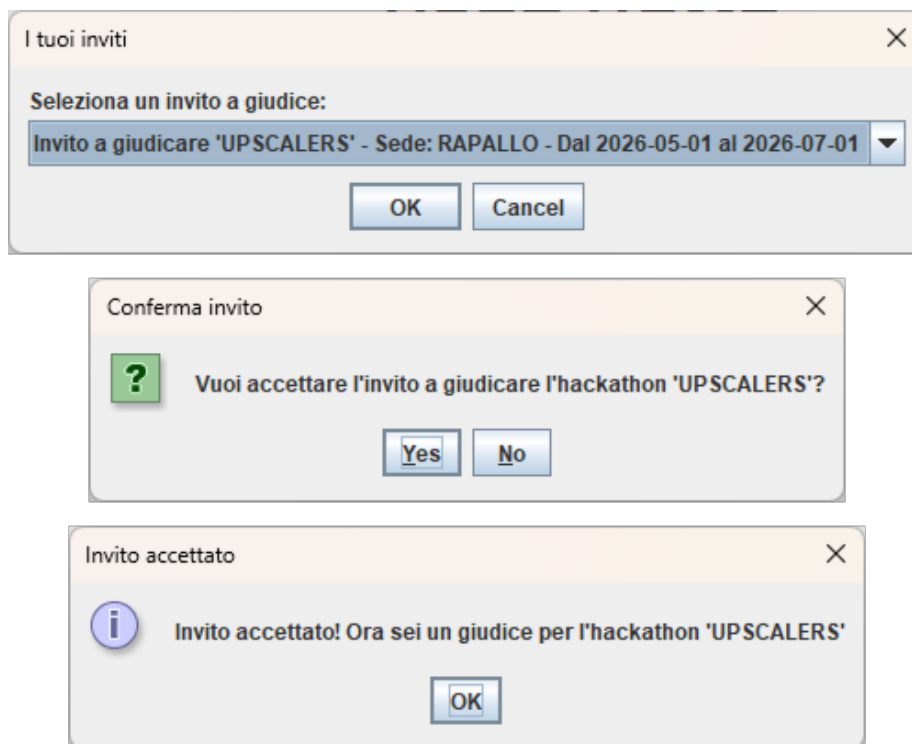 I tuoi inviti
Seleziona un invito a giudice:
Invito a giudicare 'UPSCALERS' - Sede: RAPALLO - Dal 2026-05-01 al 2026-07-01
OK Cancel
Conferma invito
?
Vuoi accettare l'invito a giudicare l'hackathon 'UPSCALERS'?
Yes No
Invito accettato
i
Invito accettato! Ora sei un giudice per l'hackathon 'UPSCALERS'
OK